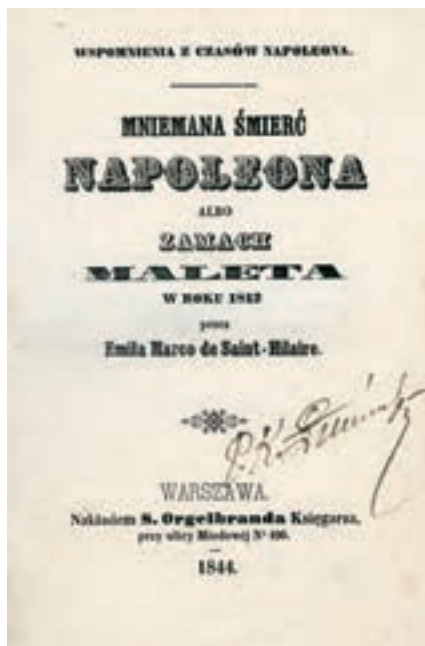 WSPOMNIENIA Z CZASÓW NAPOLEONA.
MNIEMANA ŚMIERĆ
NAPOLEONA
ALBO
ZAMACH
MALETA
W ROKU 1812
przez
Emila Marco de Saint-Hilaire.
WARSZAWA.
Nakładem S. Orgelbranda Księgarza,
przy ulicy Miodowéj Nº 496.
1844.